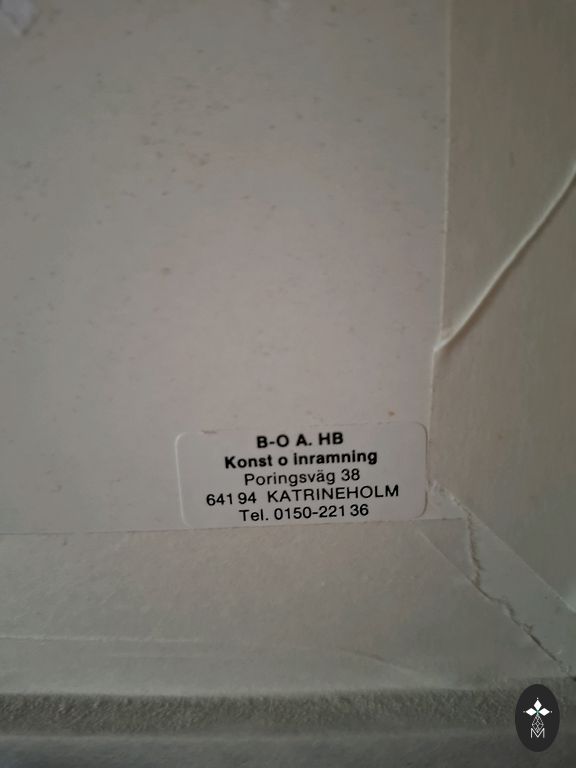 B-O A. HB
Konst o inramning
Poringsväg 38
641 94 KATRINEHOLM
Tel. 0150-221 36
M